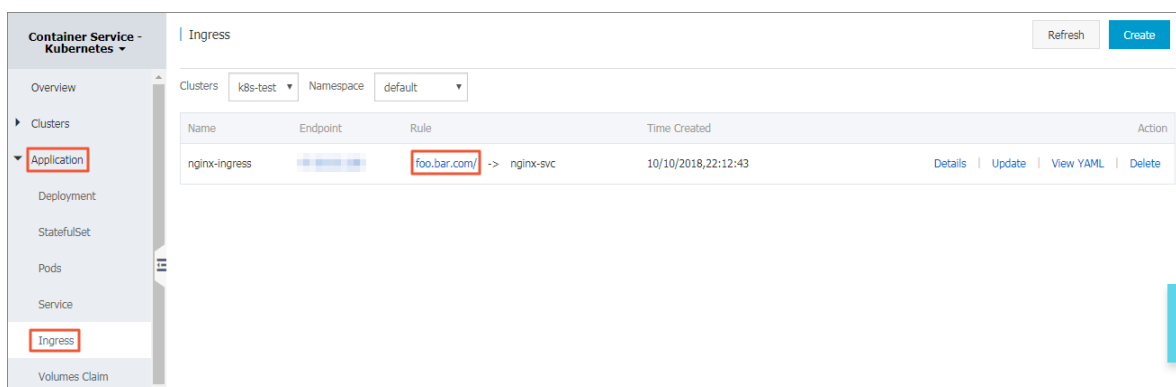 Container Service -
Kubernetes
Overview
Clusters
Application
Deployment
StatefulSet
Pods
Service
Ingress
Volumes Claim
Ingress
Refresh
Create
Clusters k8s-test Namespace default
Name Endpoint Rule Time Created Action
nginx-ingress foo.bar.com/ -> nginx-svc 10/10/2018,22:12:43 Details | Update | View YAML | Delete